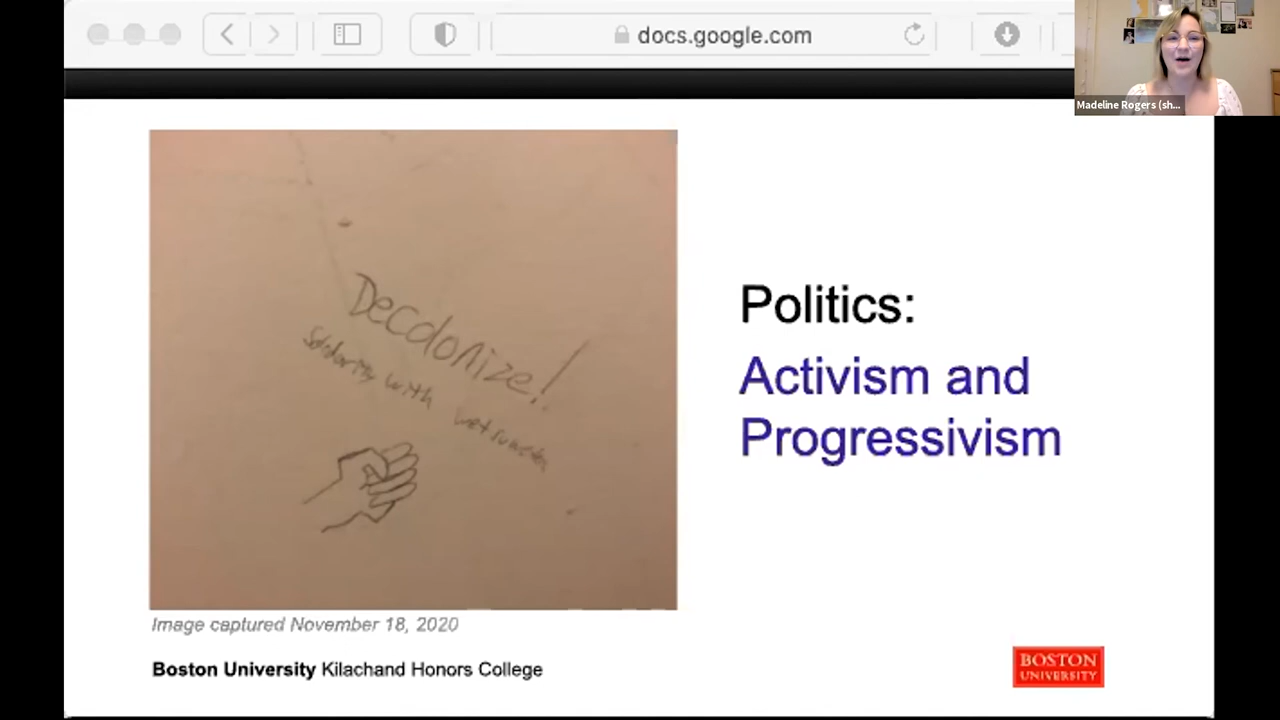 docs.google.com
Madeline Rogers (sh...
Decolonize!
Solidarity with
Politics:
Activism and
Progressivism
Image captured November 18, 2020
Boston University Kilachand Honors College
BOSTON
UNIVERSITY